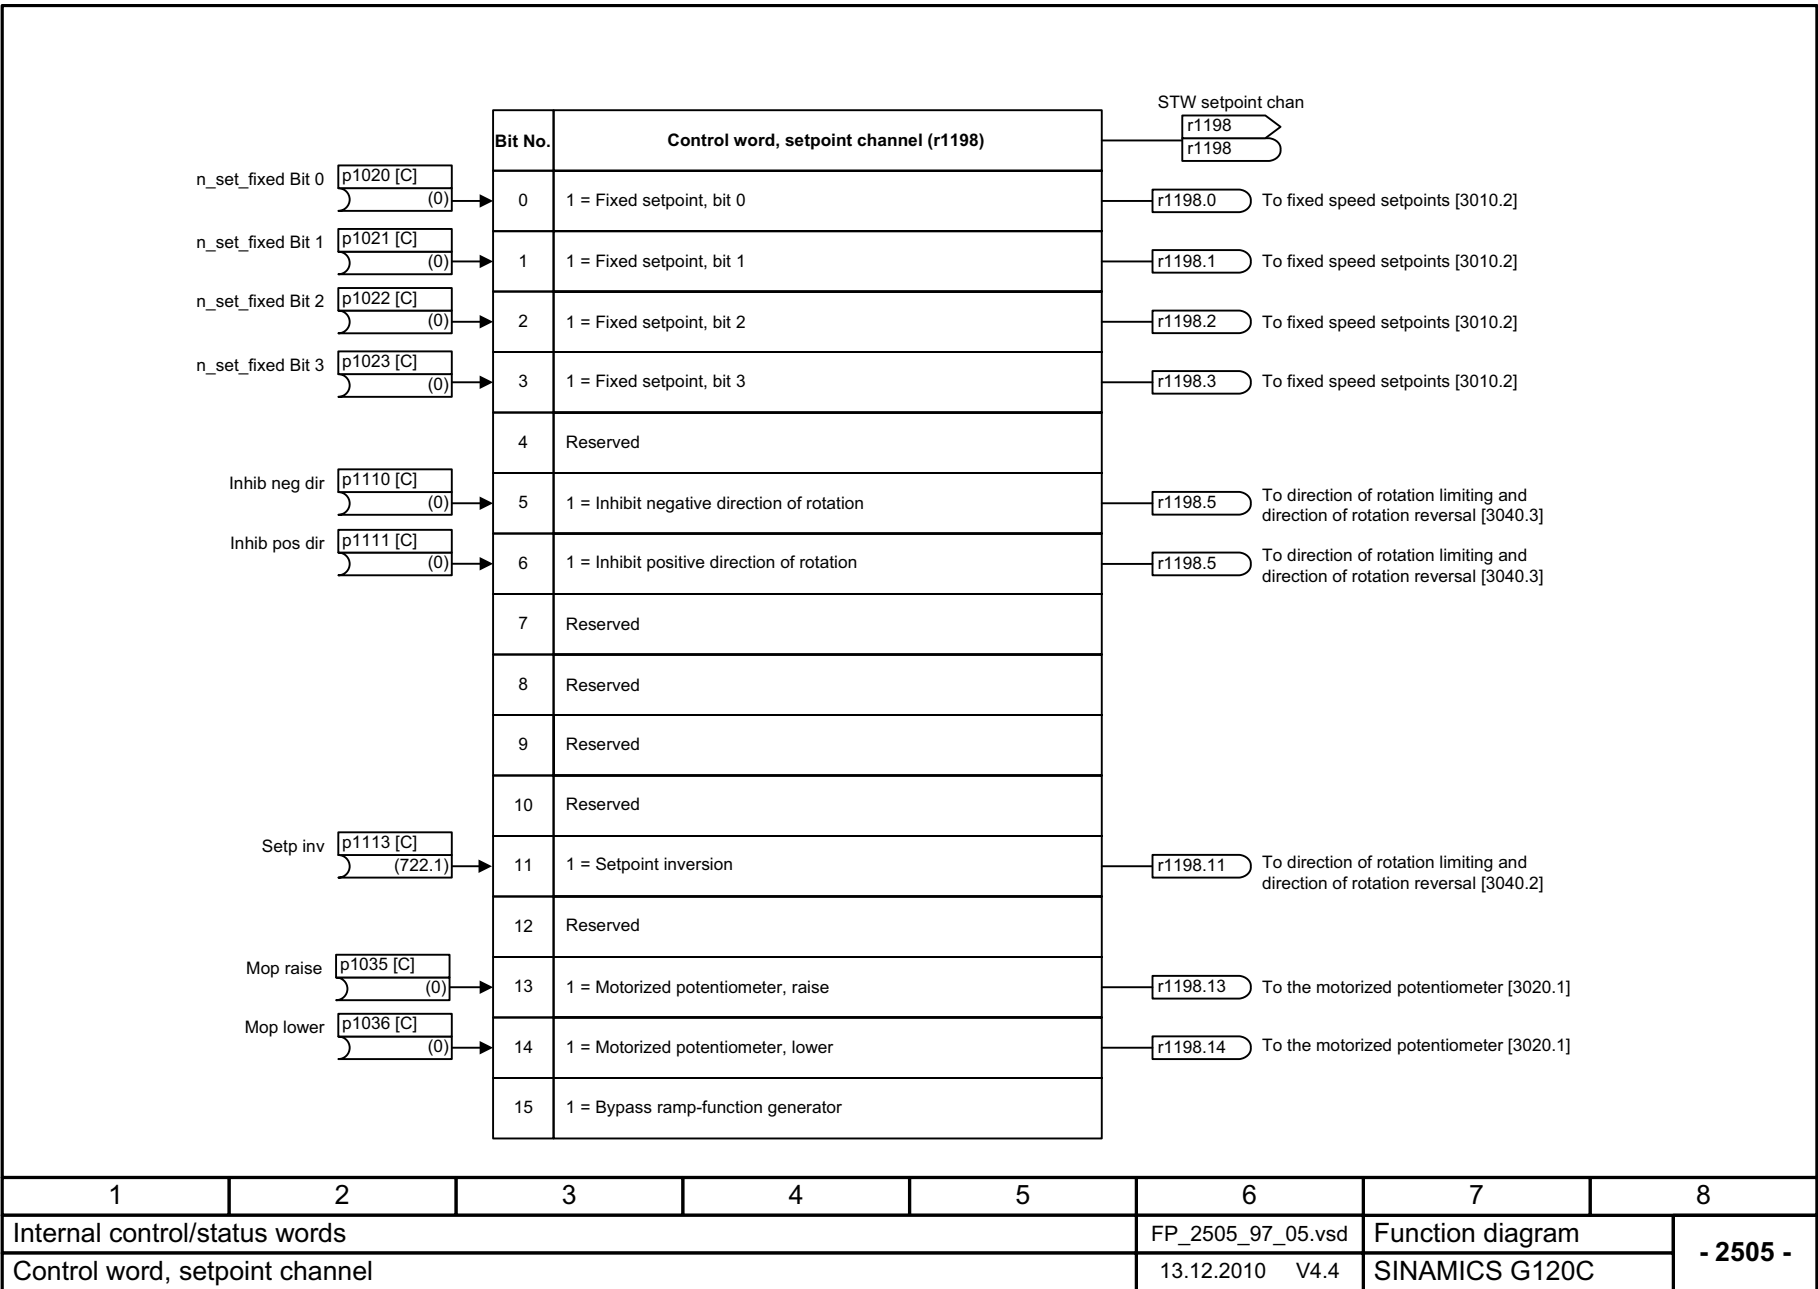 STW setpoint chan
r1198
r1198
Bit No. Control word, setpoint channel (r1198)
n_set_fixed Bit 0 p1020 [C]
(0) 0 1 = Fixed setpoint, bit 0 r1198.0 To fixed speed setpoints [3010.2]
n_set_fixed Bit 1 p1021 [C]
(0) 1 1 = Fixed setpoint, bit 1 r1198.1 To fixed speed setpoints [3010.2]
n_set_fixed Bit 2 p1022 [C]
(0) 2 1 = Fixed setpoint, bit 2 r1198.2 To fixed speed setpoints [3010.2]
n_set_fixed Bit 3 p1023 [C]
(0) 3 1 = Fixed setpoint, bit 3 r1198.3 To fixed speed setpoints [3010.2]
4 Reserved
Inhib neg dir p1110 [C]
(0) 5 1 = Inhibit negative direction of rotation r1198.5 To direction of rotation limiting and
direction of rotation reversal [3040.3]
Inhib pos dir p1111 [C]
(0) 6 1 = Inhibit positive direction of rotation r1198.5 To direction of rotation limiting and
direction of rotation reversal [3040.3]
7 Reserved
8 Reserved
9 Reserved
10 Reserved
Setp inv p1113 [C]
(722.1) 11 1 = Setpoint inversion r1198.11 To direction of rotation limiting and
direction of rotation reversal [3040.2]
12 Reserved
Mop raise p1035 [C]
(0) 13 1 = Motorized potentiometer, raise r1198.13 To the motorized potentiometer [3020.1]
Mop lower p1036 [C]
(0) 14 1 = Motorized potentiometer, lower r1198.14 To the motorized potentiometer [3020.1]
15 1 = Bypass ramp-function generator
1 2 3 4 5 6 7 8
Internal control/status words FP_2505_97_05.vsd Function diagram
- 2505 -
Control word, setpoint channel 13.12.2010 V4.4 SINAMICS G120C